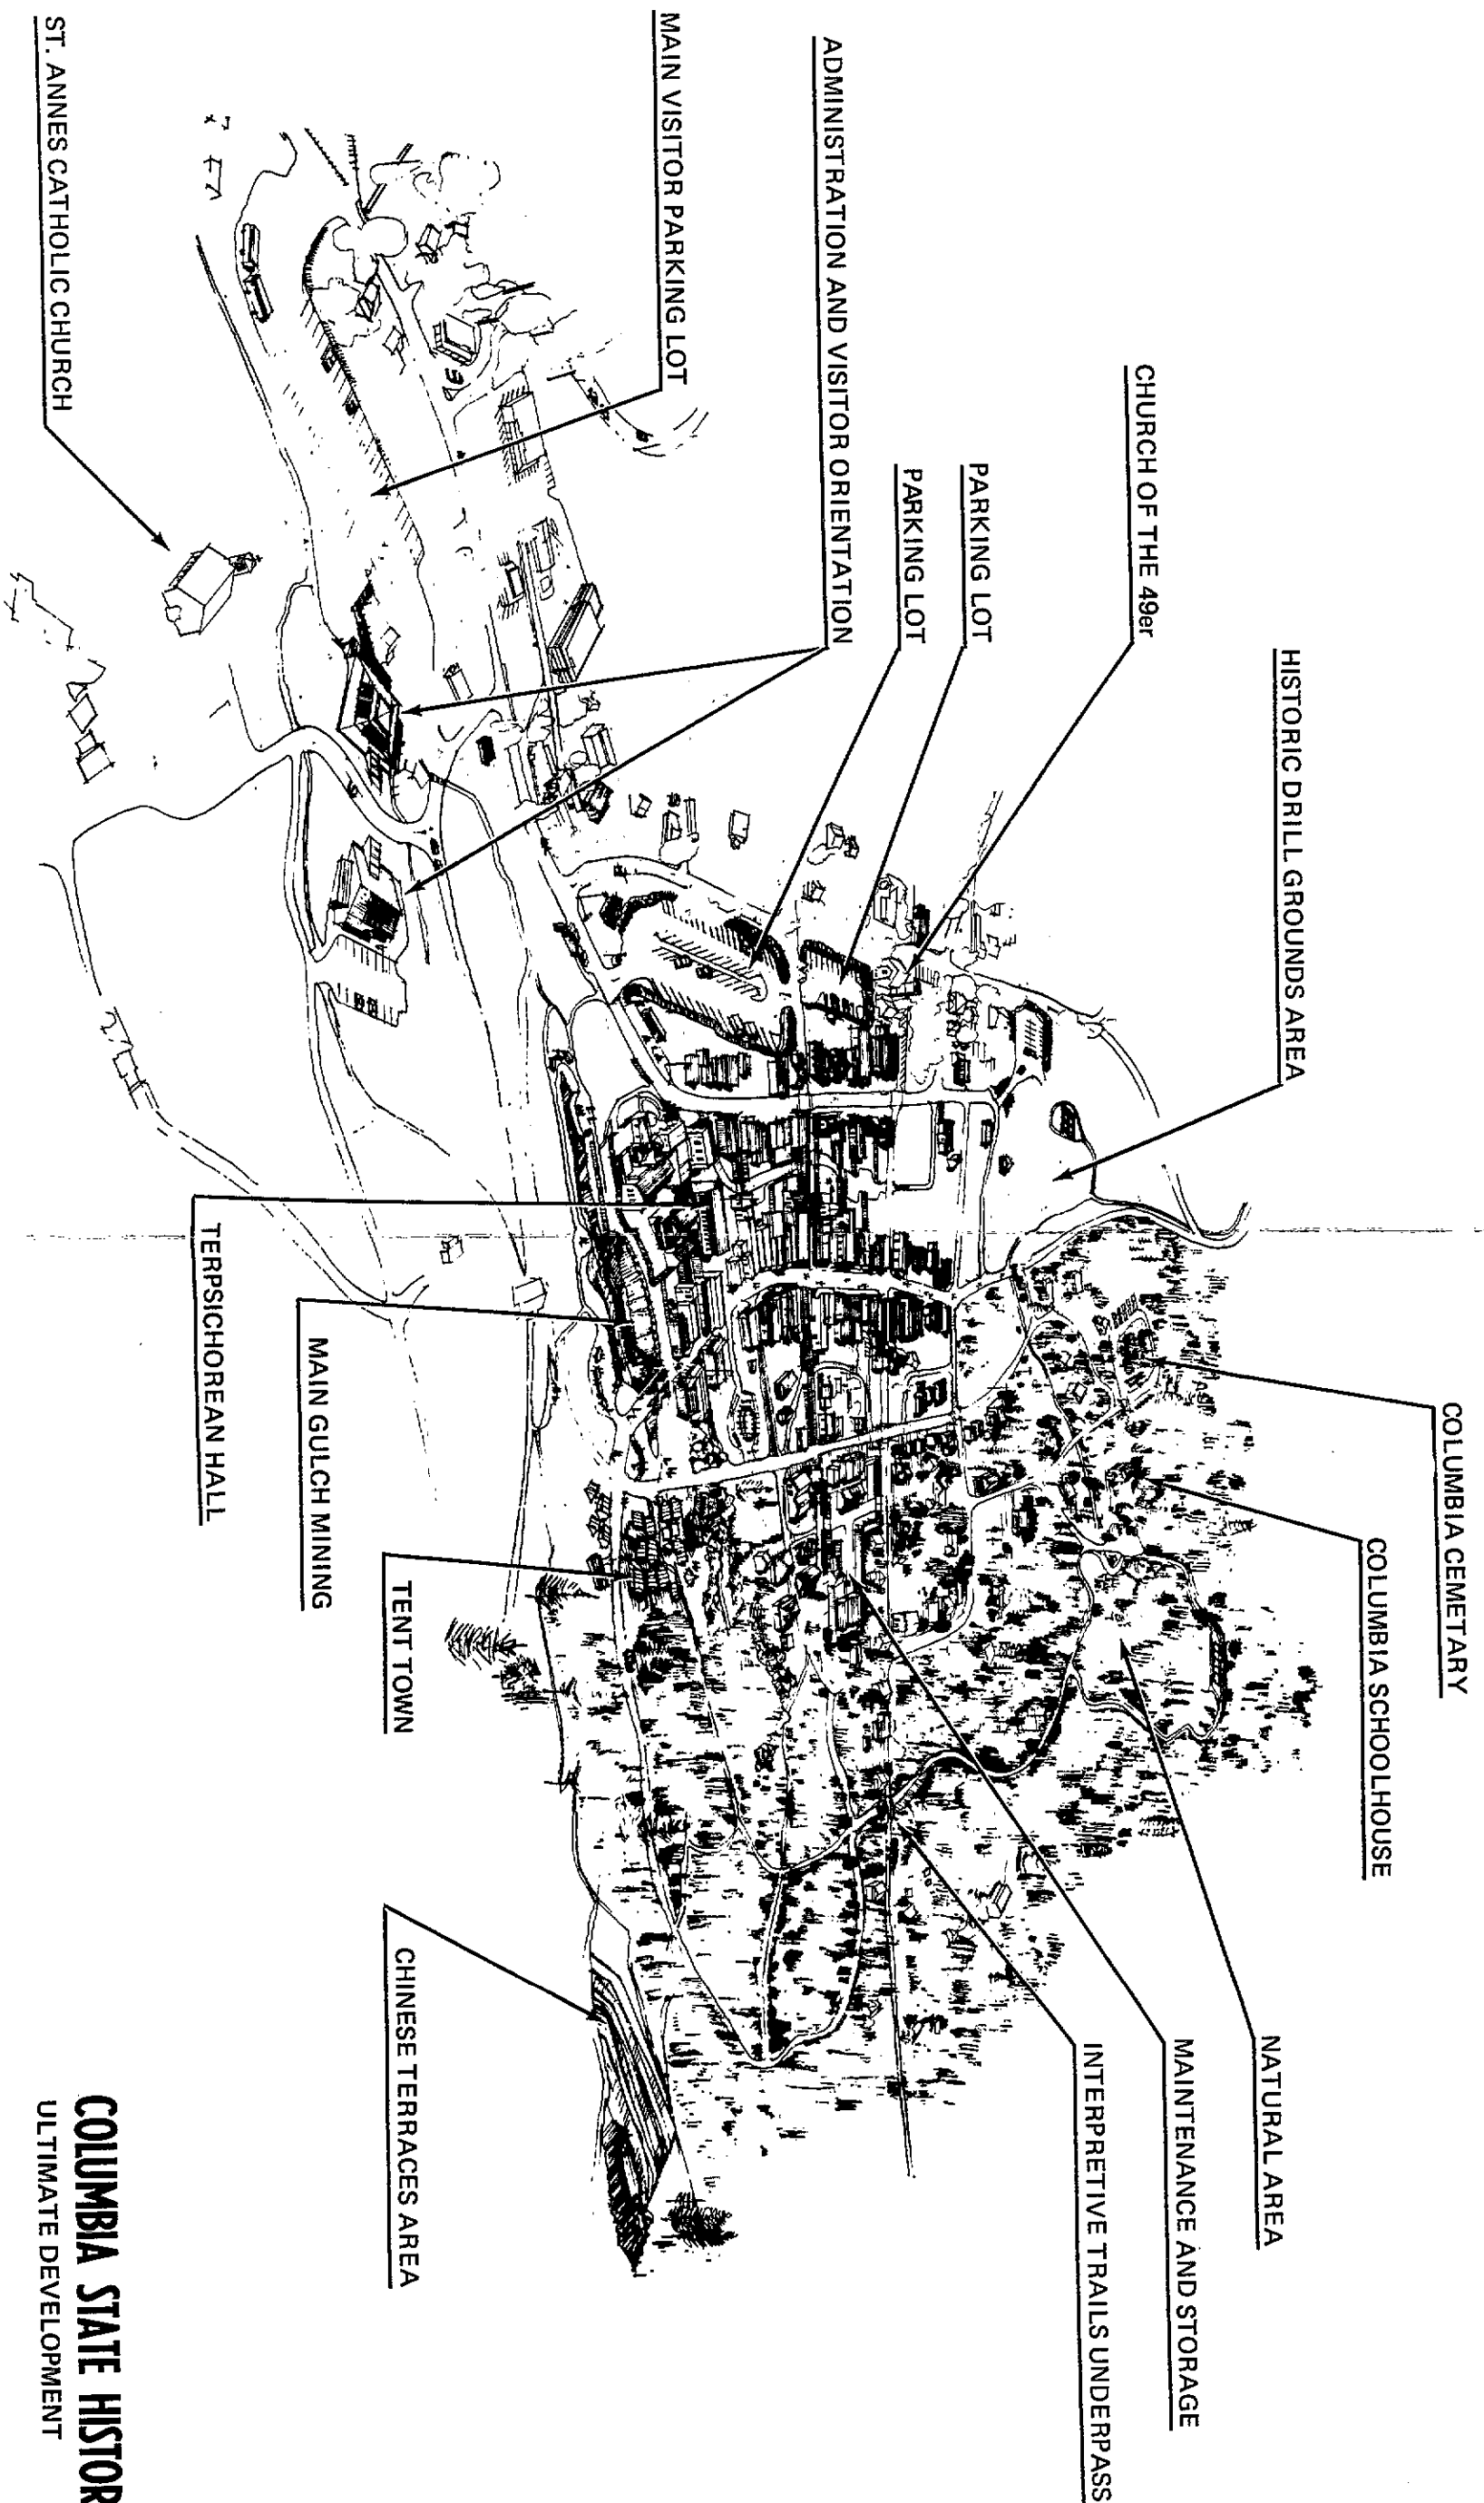 COLUMBIA CEMETARY
COLUMBIA SCHOOLHOUSE
HISTORIC DRILL GROUNDS AREA
NATURAL AREA
CHURCH OF THE 49er
MAINTENANCE AND STORAGE
INTERPRETIVE TRAILS UNDERPASS
PARKING LOT
PARKING LOT
ADMINISTRATION AND VISITOR ORIENTATION
MAIN VISITOR PARKING LOT
ST. ANNES CATHOLIC CHURCH
TENT TOWN
CHINESE TERRACES AREA
MAIN GULCH MINING
TERPSICHOREAN HALL
COLUMBIA STATE HISTOR
ULTIMATE DEVELOPMENT